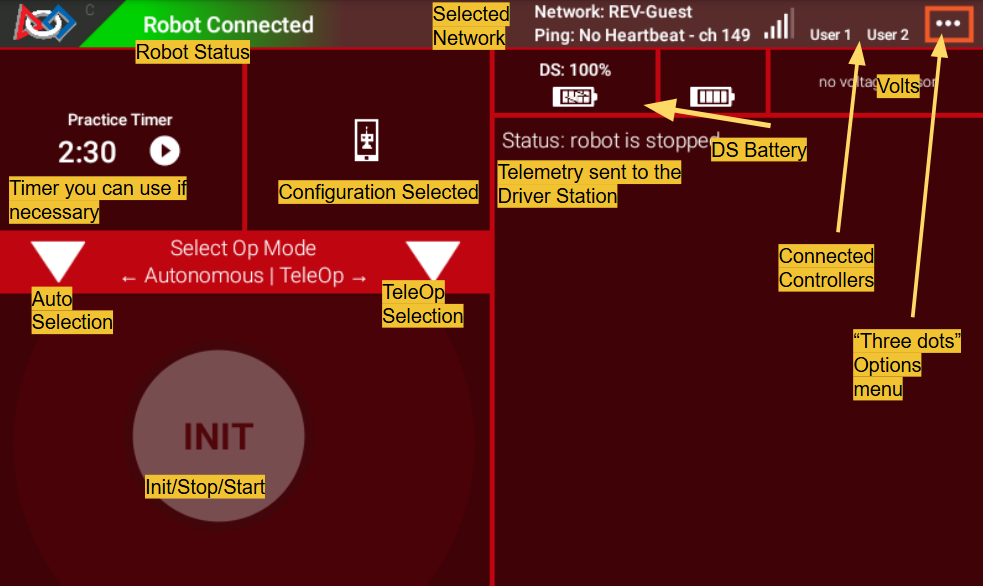 C
Robot Connected
Robot Status
Selected
Network
Network: REV-Guest
Ping: No Heartbeat - ch 149
User 1
User 2
DS: 100%
no voltage
Volts
Practice Timer
2:30
Timer you can use if
necessary
Configuration Selected
Status: robot is stopped
DS Battery
Telemetry sent to the
Driver Station
Select Op Mode
← Autonomous | TeleOp →
Auto
Selection
TeleOp
Selection
Connected
Controllers
“Three dots”
Options
menu
INIT
Init/Stop/Start